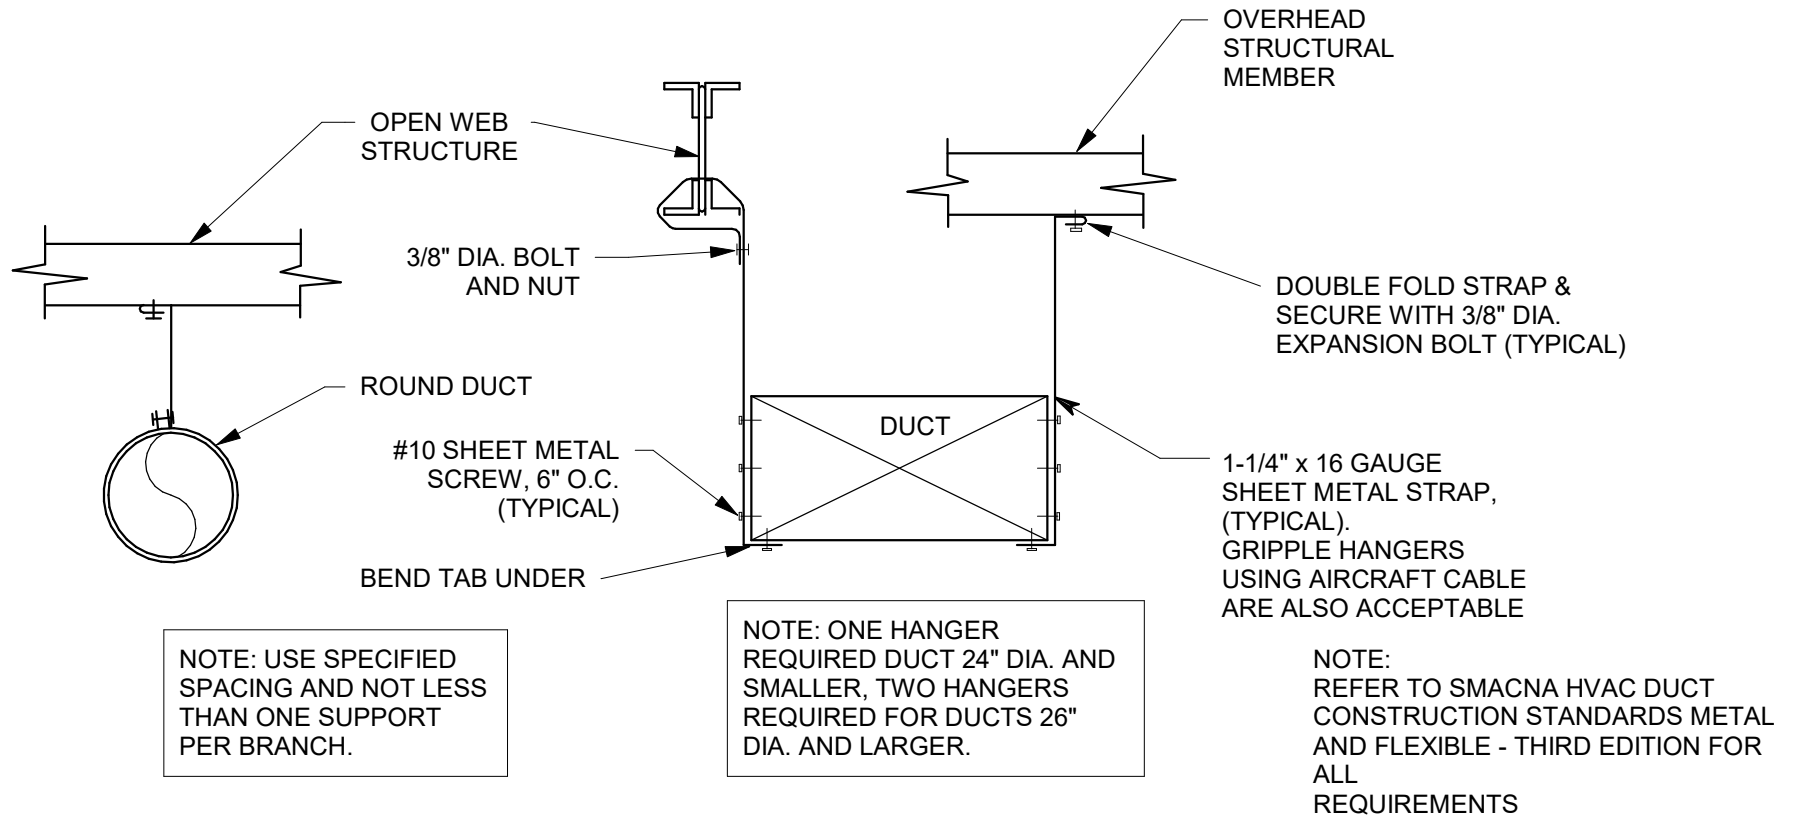 OVERHEAD
STRUCTURAL
MEMBER
OPEN WEB
STRUCTURE
3/8" DIA. BOLT
AND NUT
DOUBLE FOLD STRAP &
SECURE WITH 3/8" DIA.
EXPANSION BOLT (TYPICAL)
ROUND DUCT
DUCT
#10 SHEET METAL
SCREW, 6" O.C.
(TYPICAL)
1-1/4" x 16 GAUGE
SHEET METAL STRAP,
(TYPICAL).
GRIPPLE HANGERS
USING AIRCRAFT CABLE
ARE ALSO ACCEPTABLE
BEND TAB UNDER
NOTE: USE SPECIFIED
SPACING AND NOT LESS
THAN ONE SUPPORT
PER BRANCH.
NOTE: ONE HANGER
REQUIRED DUCT 24" DIA. AND
SMALLER, TWO HANGERS
REQUIRED FOR DUCTS 26"
DIA. AND LARGER.
NOTE:
REFER TO SMACNA HVAC DUCT
CONSTRUCTION STANDARDS METAL
AND FLEXIBLE - THIRD EDITION FOR
ALL
REQUIREMENTS